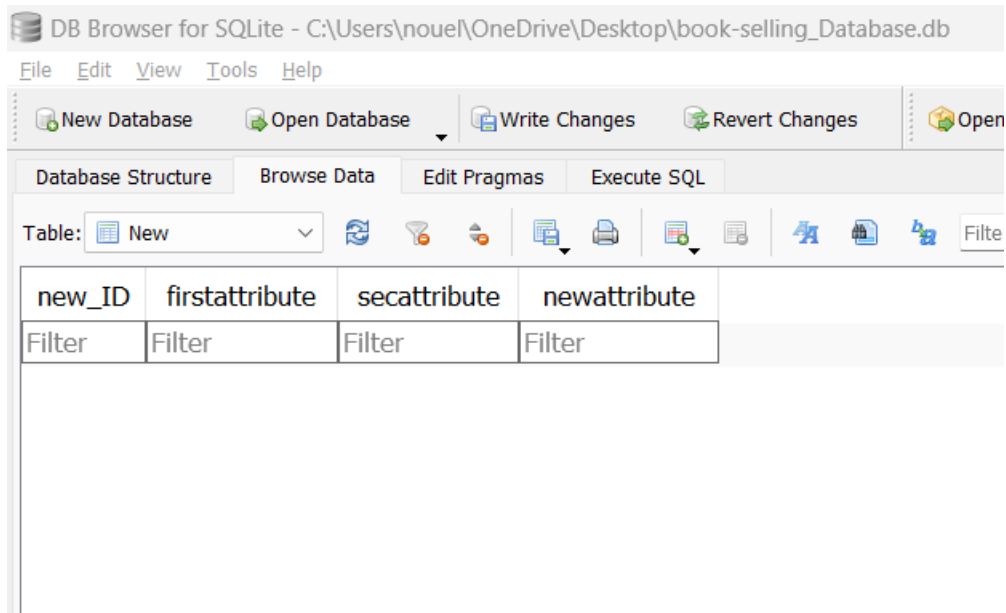 DB Browser for SQLite - C:\Users\nouel\OneDrive\Desktop\book-selling_Database.db
File Edit View Tools Help
New Database Open Database Write Changes Revert Changes Open
Database Structure Browse Data Edit Pragmas Execute SQL
Table: New Filte
new_ID firstattribute secattribute newattribute
Filter Filter Filter Filter